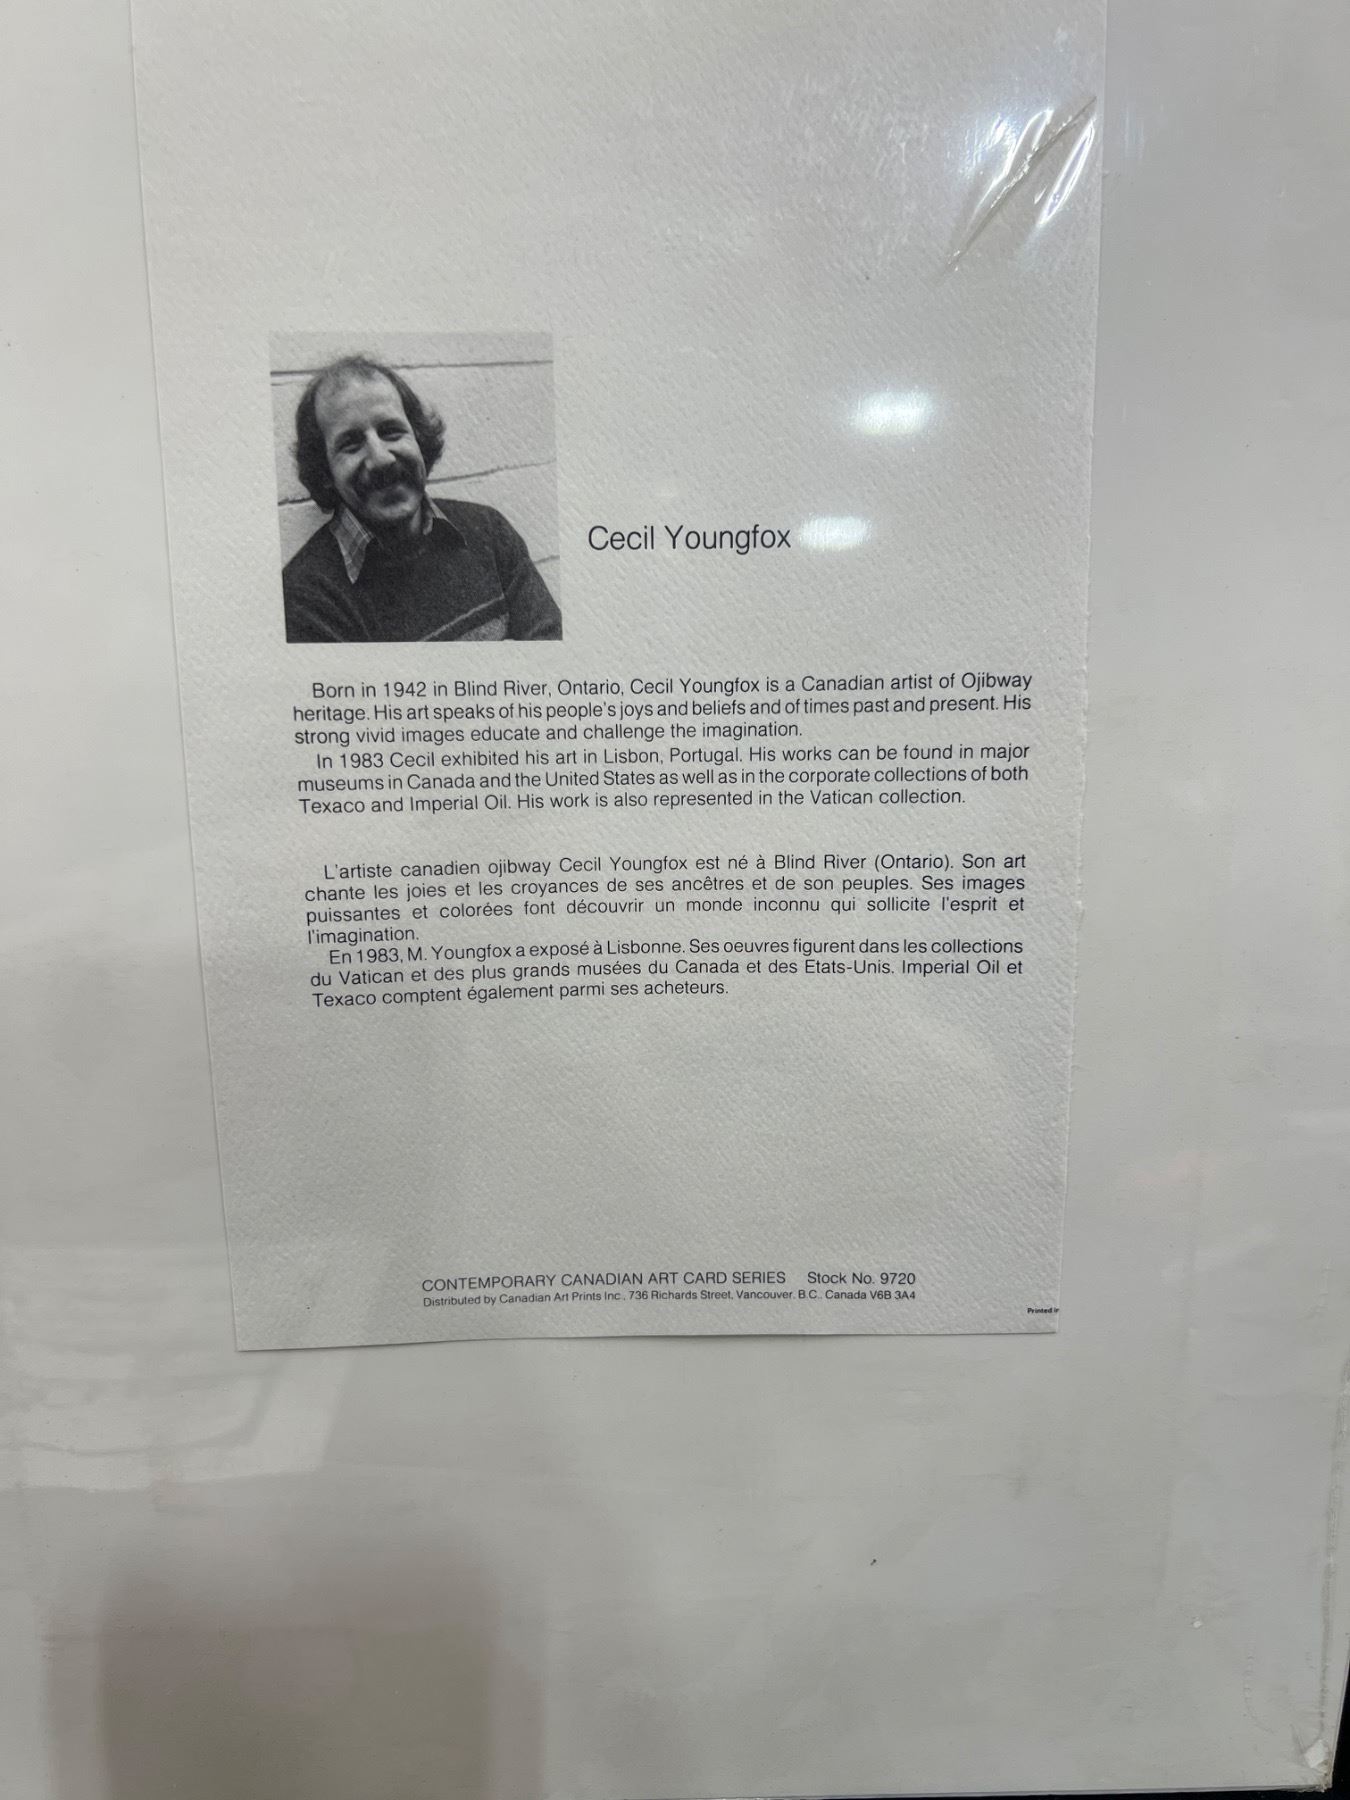 Cecil Youngfox
Born in 1942 in Blind River, Ontario, Cecil Youngfox is a Canadian artist of Ojibway
heritage. His art speaks of his people's joys and beliefs and of times past and present. His
strong vivid images educate and challenge the imagination.
In 1983 Cecil exhibited his art in Lisbon, Portugal. His works can be found in major
museums in Canada and the United States as well as in the corporate collections of both
Texaco and Imperial Oil. His work is also represented in the Vatican collection.
L'artiste canadien ojibway Cecil Youngfox est né à Blind River (Ontario). Son art
chante les joies et les croyances de ses ancêtres et de son peuples. Ses images
puissantes et colorées font découvrir un monde inconnu qui sollicite l'esprit et
l'imagination.
En 1983, M. Youngfox a exposé à Lisbonne. Ses oeuvres figurent dans les collections
du Vatican et des plus grands musées du Canada et des Etats-Unis. Imperial Oil et
Texaco comptent également parmi ses acheteurs.
CONTEMPORARY CANADIAN ART CARD SERIES Stock No. 9720
Distributed by Canadian Art Prints Inc., 736 Richards Street, Vancouver, B.C., Canada V6B 3A4
Printed in